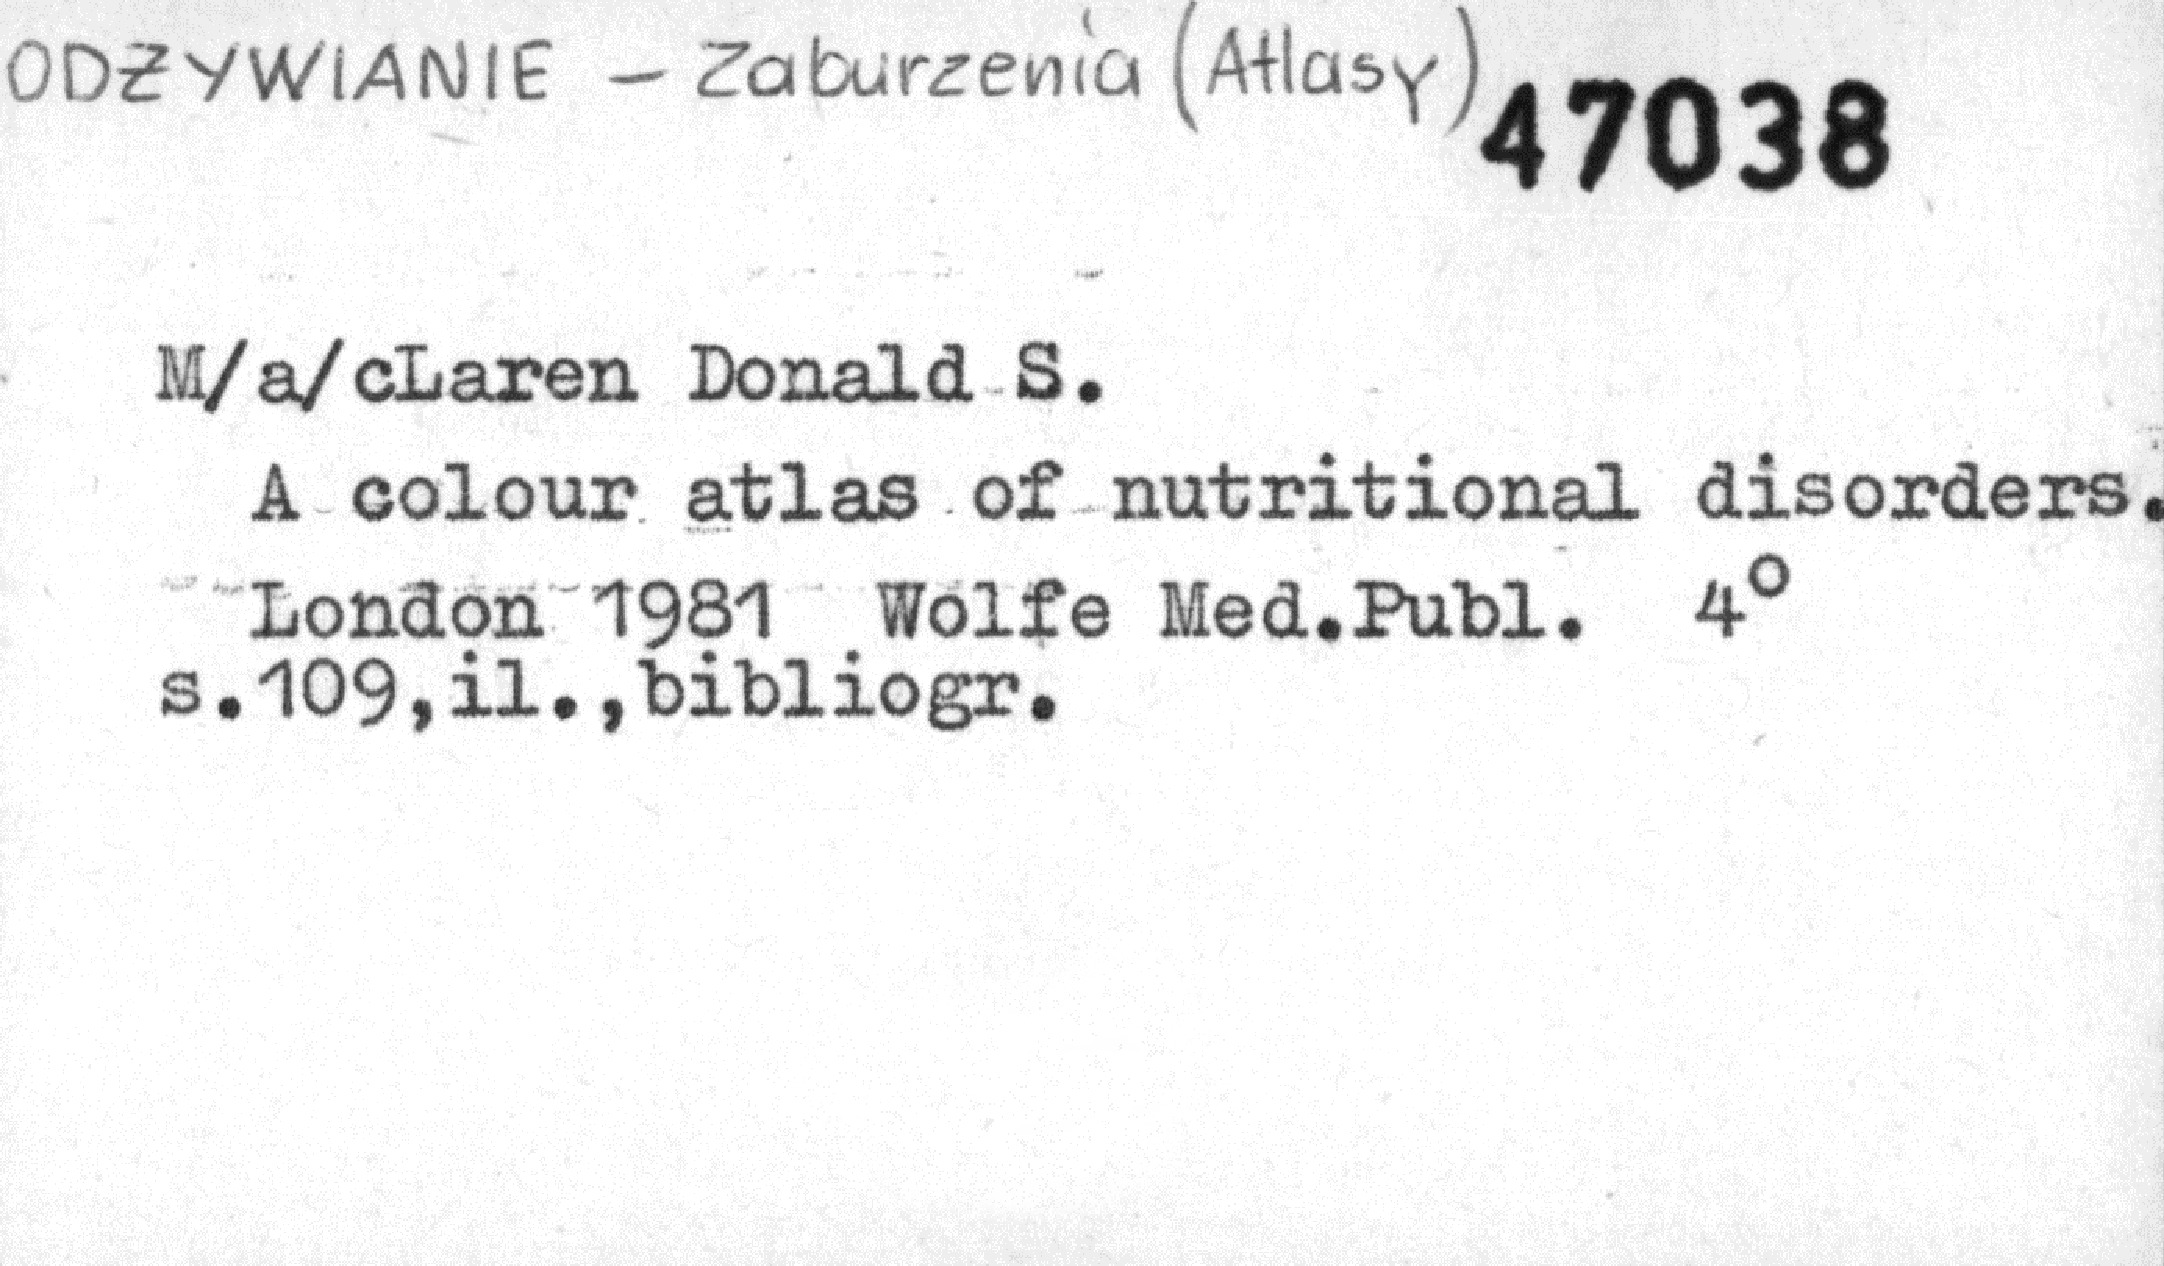 ODŻYWIANIE – Zaburzenia (Atlasy) 47038
M/a/cLaren Donald S.
A colour atlas of nutritional disorders.
London 1981 Wolfe Med.Publ. 4°
s.109,il.,bibliogr.